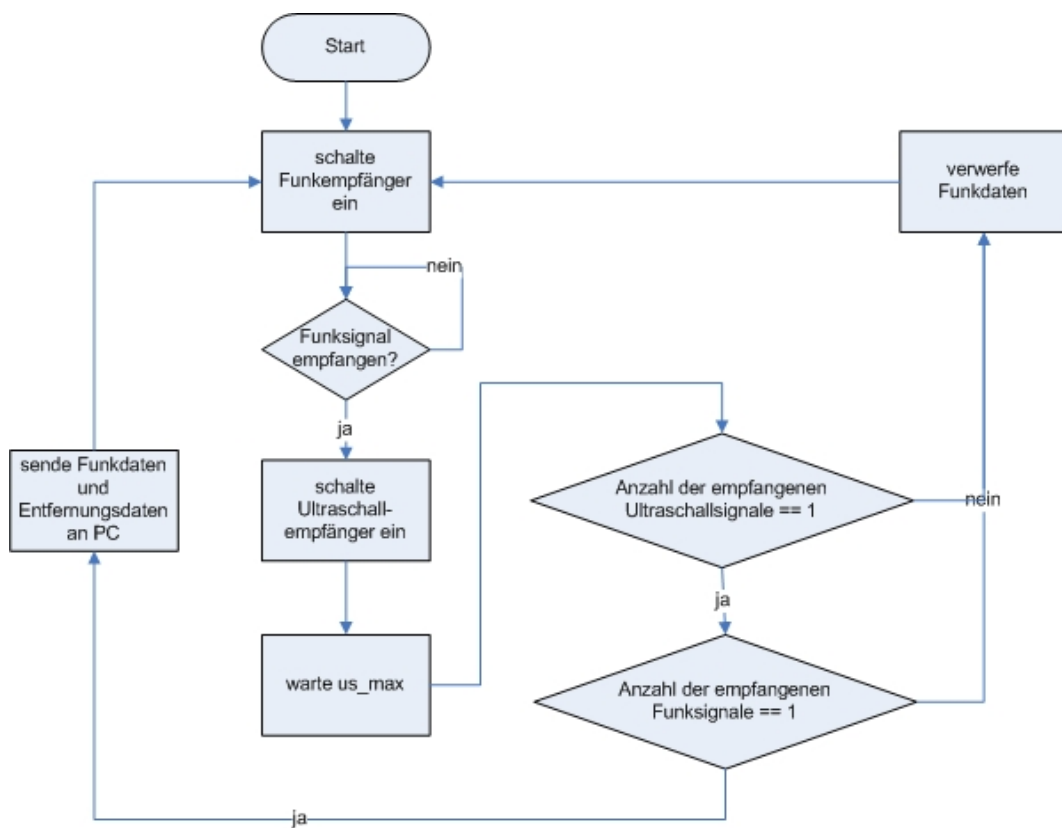 Start
schalte
Funkempfänger
ein
verwerfe
Funkdaten
nein
Funksignal
empfangen?
ja
sende Funkdaten
und
Entfernungsdaten
an PC
schalte
Ultraschall-
empfänger ein
Anzahl der empfangenen
Ultraschallsignale == 1
nein
ja
warte us_max
Anzahl der empfangenen
Funksignale == 1
ja